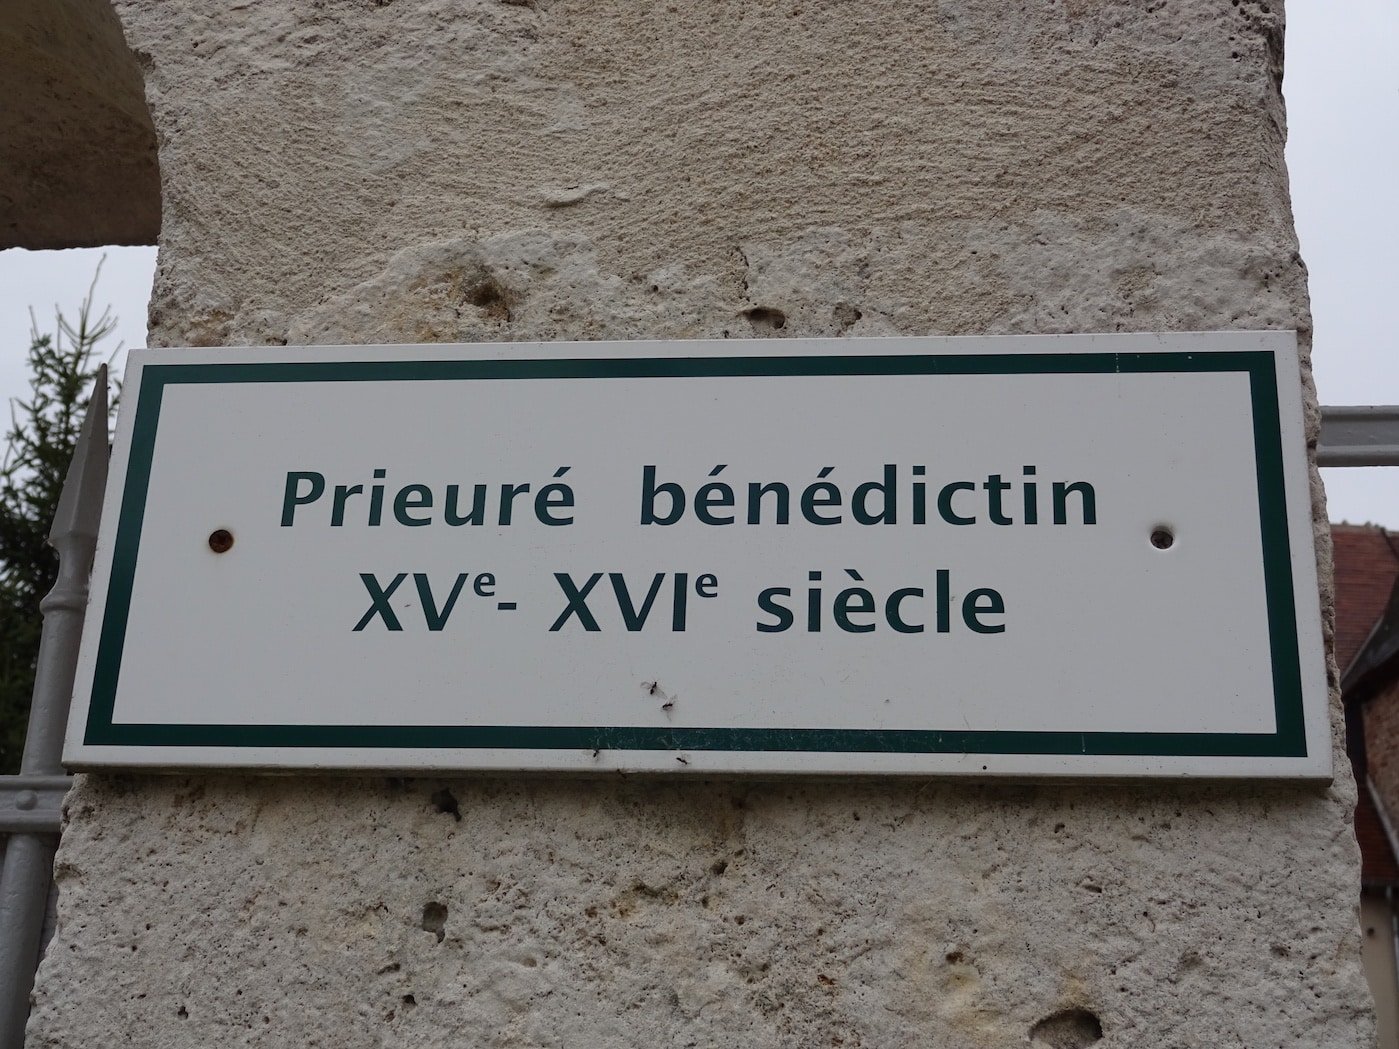 Prieuré bénédictin
XVe- XVIe siècle